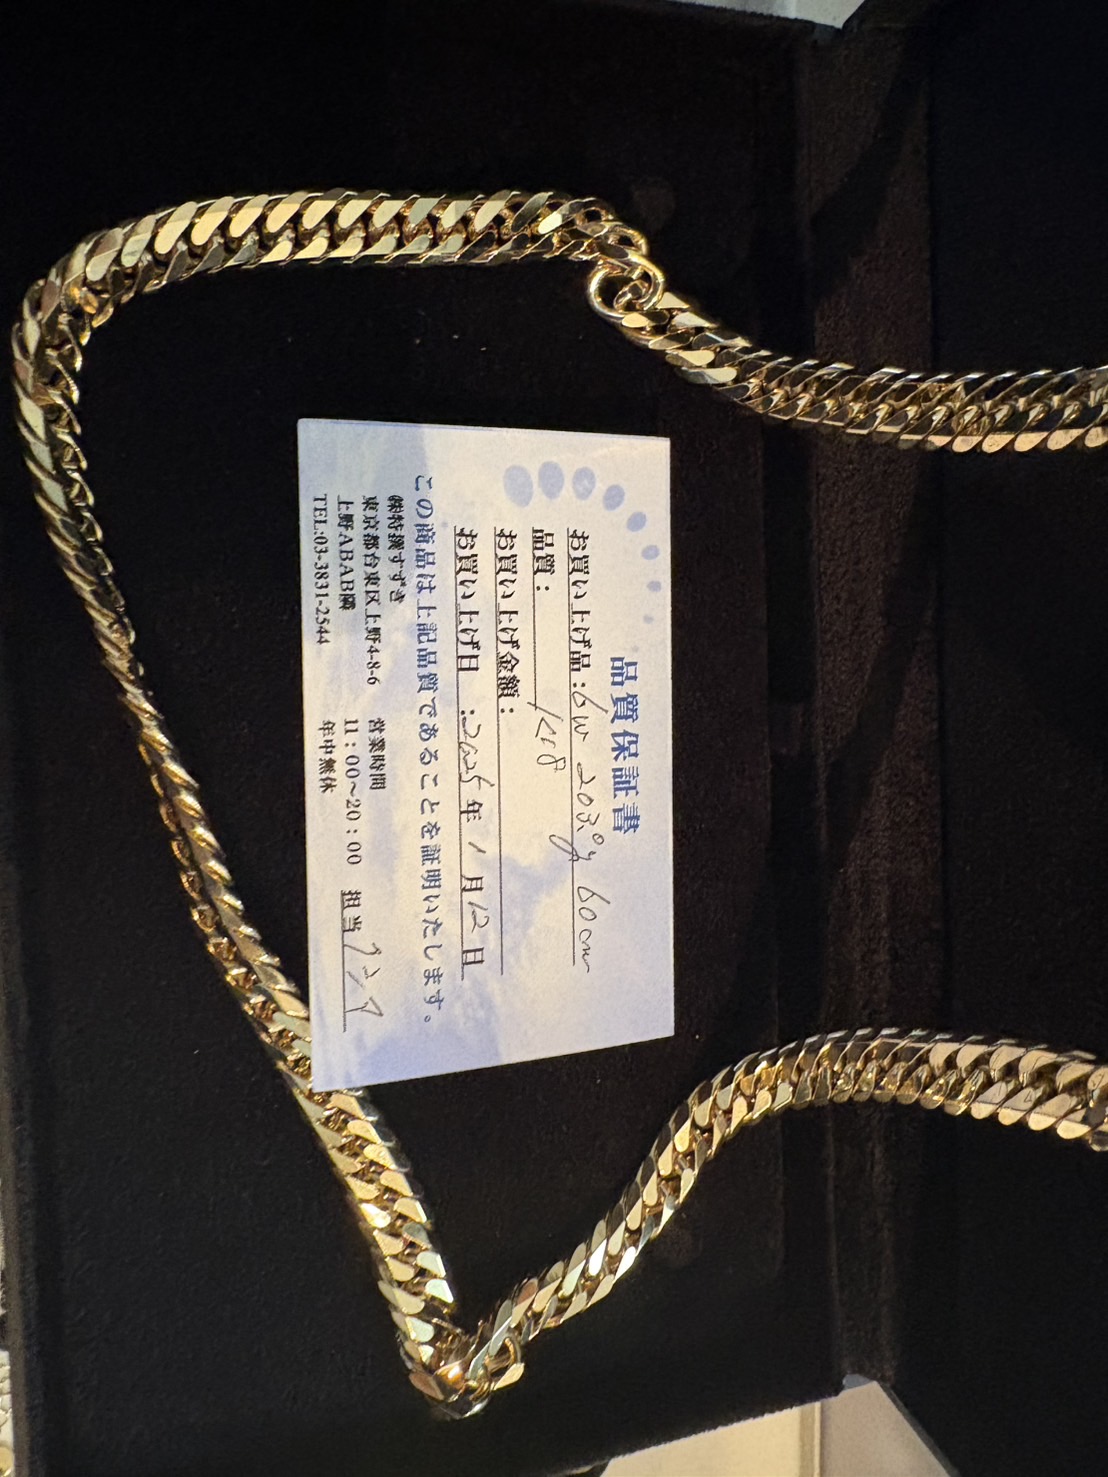 品質保証書
お買い上げ品:6W 203.0g 60cm
品質: K18
お買い上げ金額:
お買い上げ日 :2025年1月12日
この商品は上記品質であることを証明いたします。
㈱特撰すずき
東京都台東区上野4-8-6
上野ABAB隣
TEL:03-3831-2544
営業時間
11:00〜20:00
年中無休
担当